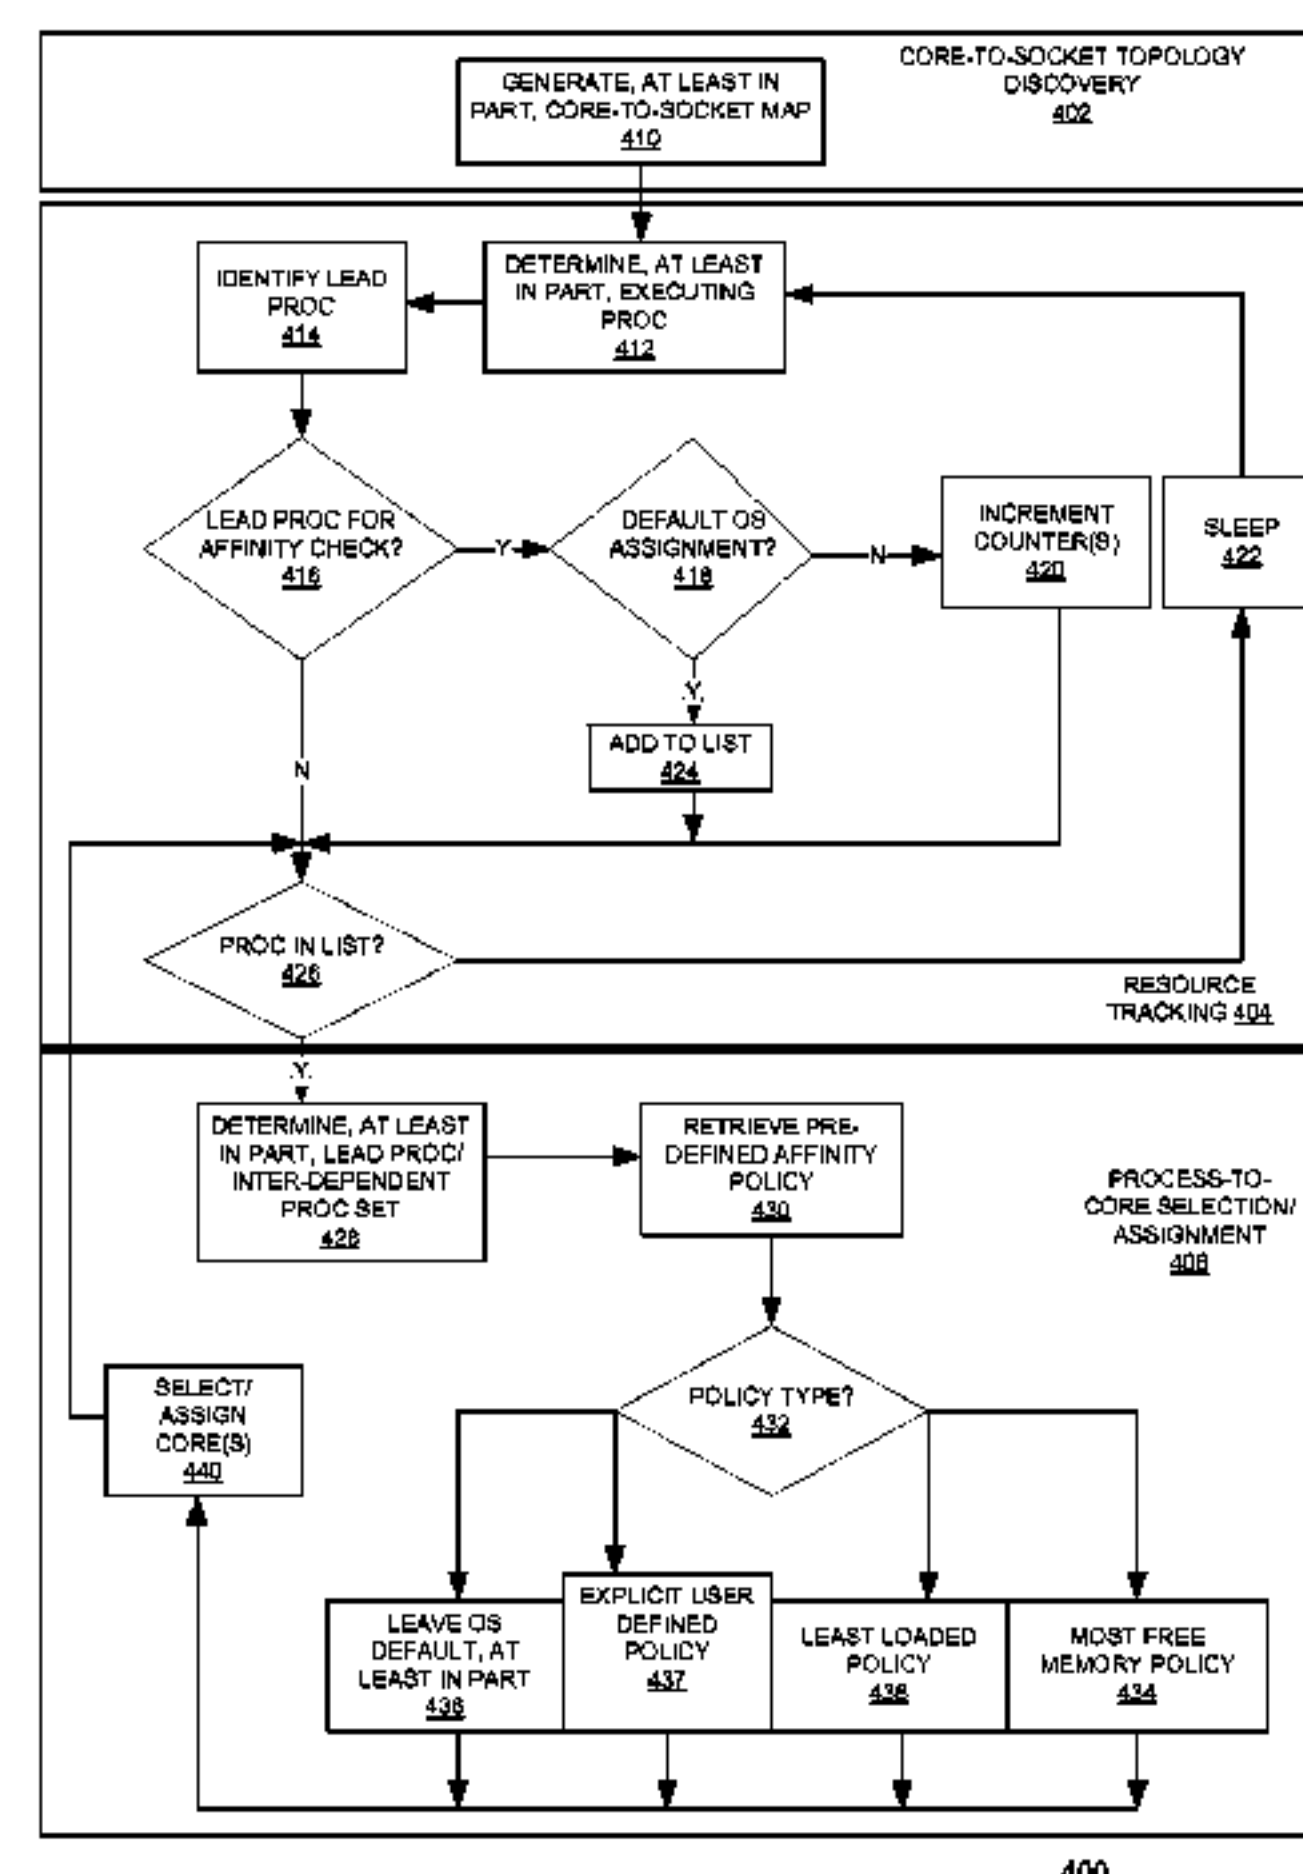 CORE-TO-SOCKET TOPOLOGY
DISCOVERY
402
GENERATE, AT LEAST IN
PART, CORE-TO-SOCKET MAP
410
IDENTIFY LEAD
PROC
414
DETERMINE, AT LEAST
IN PART, EXECUTING
PROC
412
LEAD PROC FOR
AFFINITY CHECK?
416
Y
DEFAULT OS
ASSIGNMENT?
418
N
INCREMENT
COUNTER(S)
420
SLEEP
422
Y
ADD TO LIST
424
N
PROC IN LIST?
426
RESOURCE
TRACKING 404
Y
DETERMINE, AT LEAST
IN PART, LEAD PROC/
INTER-DEPENDENT
PROC SET
428
RETRIEVE PRE-
DEFINED AFFINITY
POLICY
430
PROCESS-TO-
CORE SELECTION/
ASSIGNMENT
408
POLICY TYPE?
432
SELECT/
ASSIGN
CORE(S)
440
LEAVE OS
DEFAULT, AT
LEAST IN PART
436
EXPLICIT USER
DEFINED
POLICY
437
LEAST LOADED
POLICY
438
MOST FREE
MEMORY POLICY
434
400